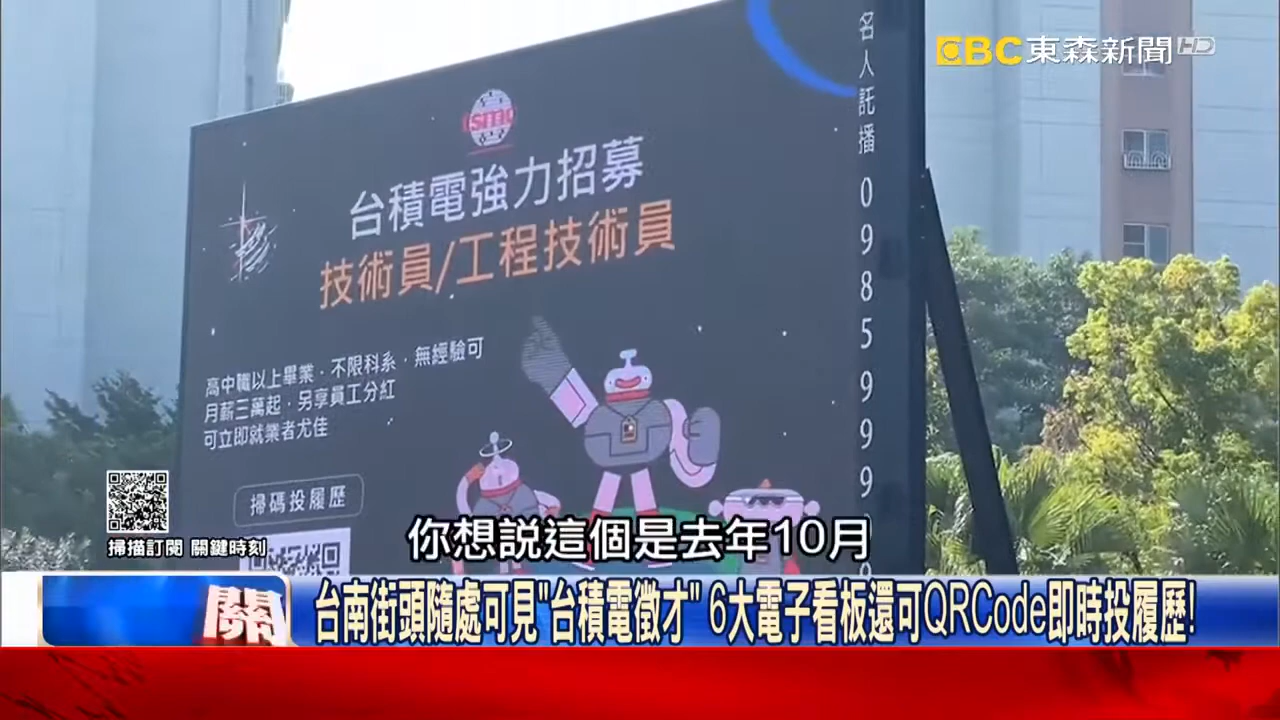 EBC 東森新聞 HD
名人託播 0985999
台積電強力招募
技術員/工程技術員
高中職以上畢業．不限科系．無經驗可
月薪三萬起．另享員工分紅
可立即就業者尤佳
掃碼投履歷
掃描訂閱 關鍵時刻
你想說這個是去年10月
關
台南街頭隨處可見"台積電徵才" 6大電子看板還可QRCode即時投履歷!